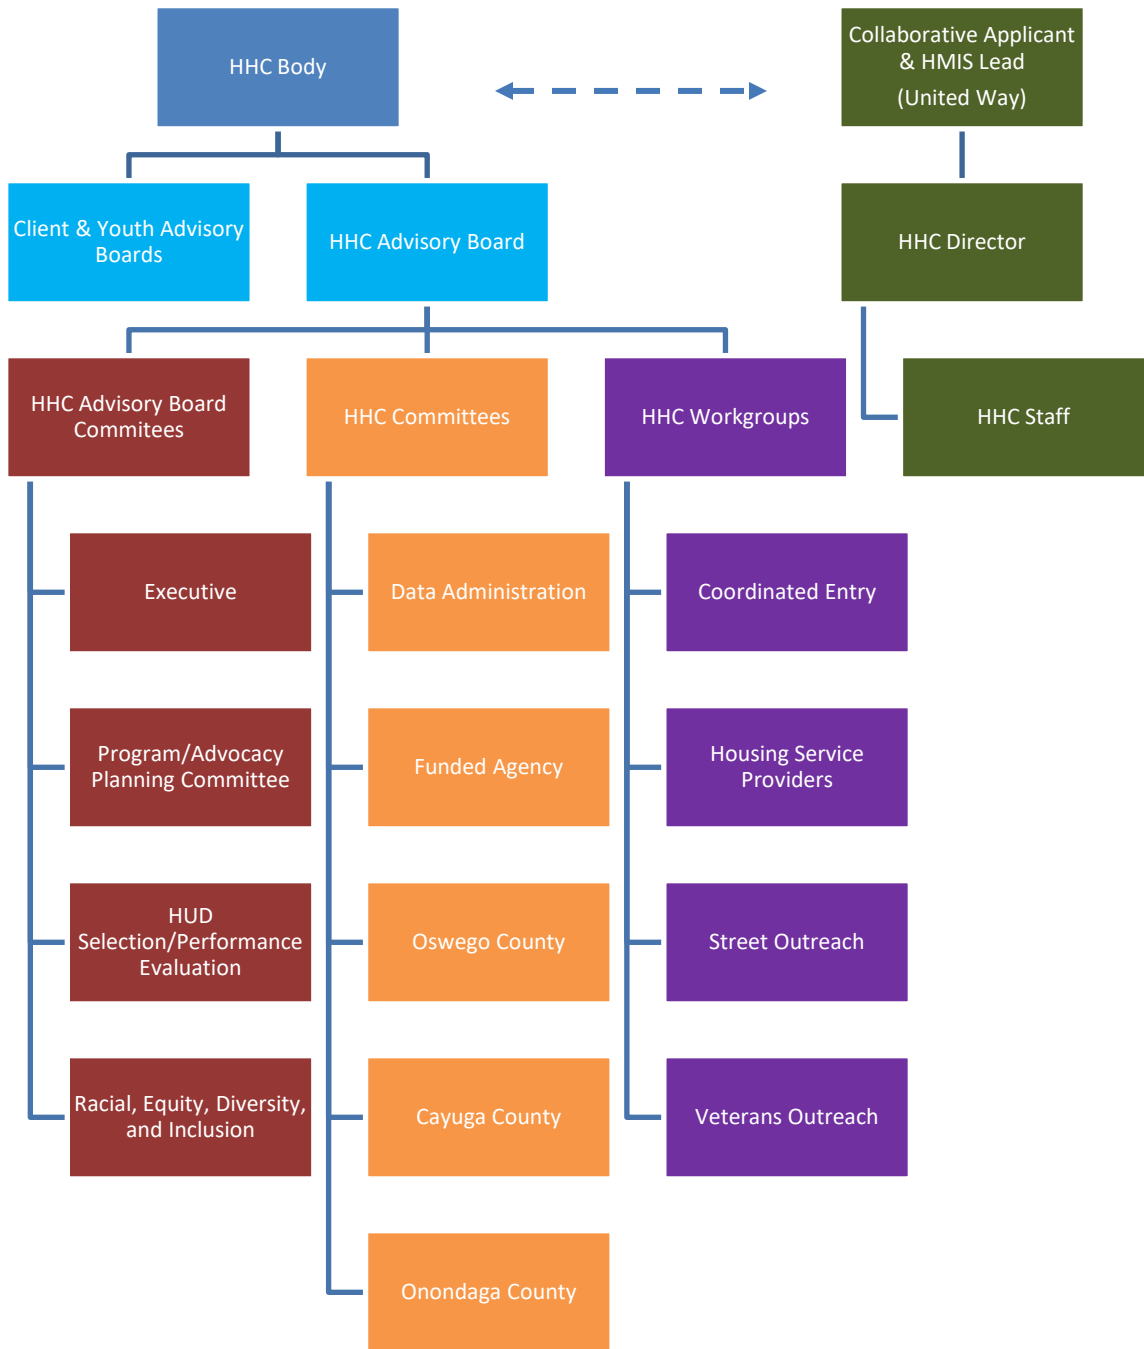 HHC Body
Collaborative Applicant
& HMIS Lead
(United Way)
Client & Youth Advisory
Boards
HHC Advisory Board
HHC Director
HHC Advisory Board
Commitees
HHC Committees
HHC Workgroups
HHC Staff
Executive
Data Administration
Coordinated Entry
Program/Advocacy
Planning Committee
Funded Agency
Housing Service
Providers
HUD
Selection/Performance
Evaluation
Oswego County
Street Outreach
Racial, Equity, Diversity,
and Inclusion
Cayuga County
Veterans Outreach
Onondaga County